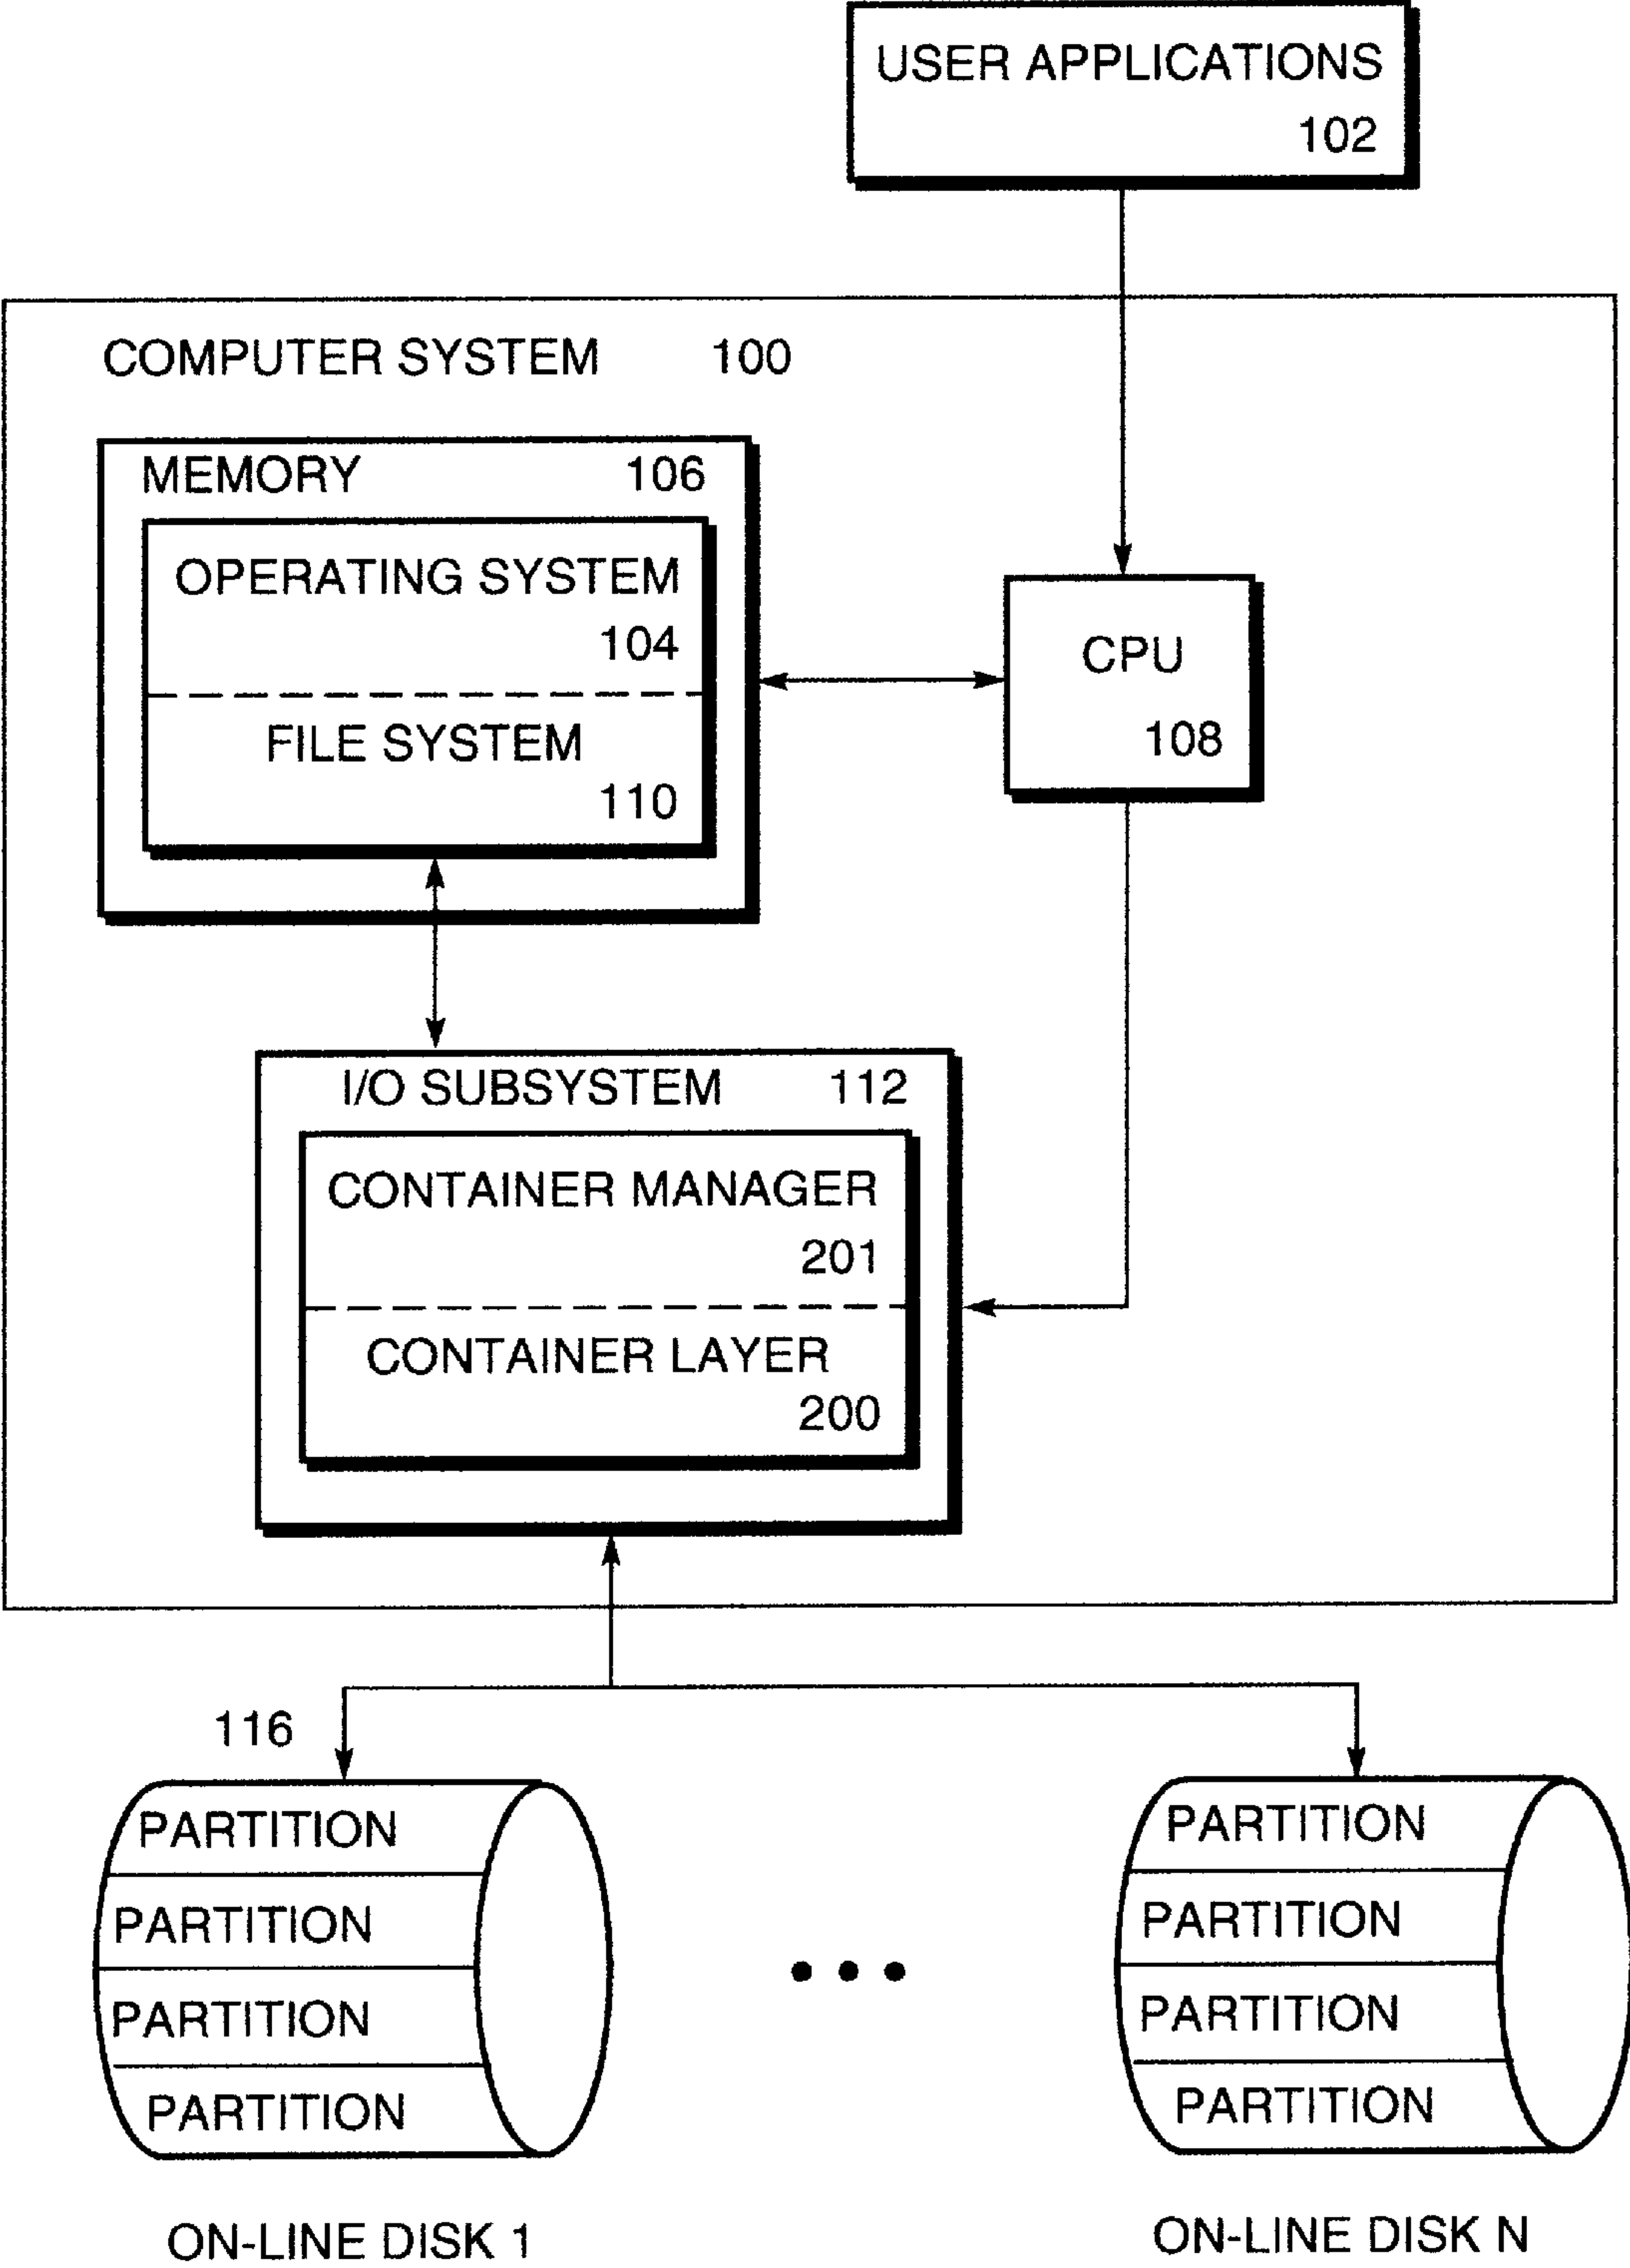 USER APPLICATIONS
102
COMPUTER SYSTEM 100
MEMORY 106
OPERATING SYSTEM
104
FILE SYSTEM
110
CPU
108
I/O SUBSYSTEM 112
CONTAINER MANAGER
201
CONTAINER LAYER
200
116
PARTITION
PARTITION
PARTITION
PARTITION
ON-LINE DISK 1
PARTITION
PARTITION
PARTITION
PARTITION
ON-LINE DISK N